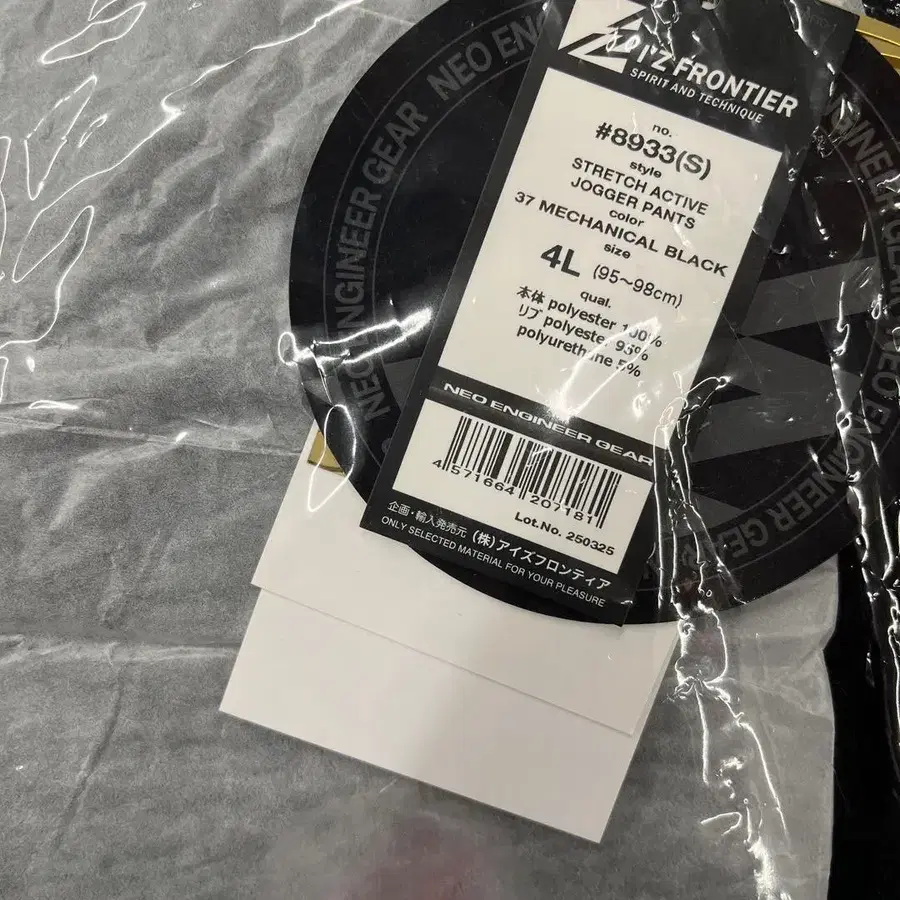 I'Z FRONTIER
SPIRIT AND TECHNIQUE
no.
#8933(S)
style
STRETCH ACTIVE
JOGGER PANTS
color
37 MECHANICAL BLACK
size
4L (95~98cm)
qual.
本体 polyester 100%
リブ polyester 95%
polyurethane 5%
NEO ENGINEER GEAR
4 571664 207181
Lot.No. 250325
企画・輸入発売元 (株)アイズフロンティア
ONLY SELECTED MATERIAL FOR YOUR PLEASURE
NEO ENGINEER GEAR
NEO ENG
ENGINEER GEAR
NEO ENGINEER GEAR